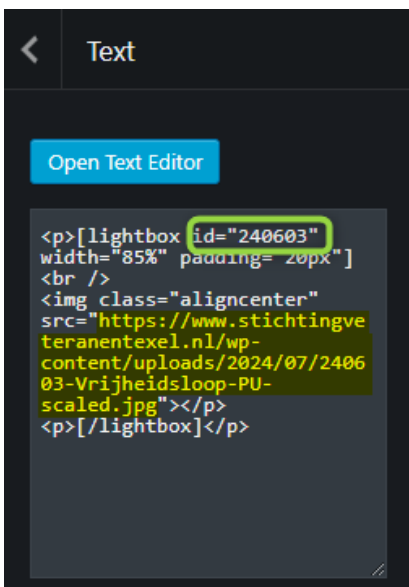 Text
Open Text Editor
<p>[lightbox id="240603"
width="85%" padding="20px"]
<br />
<img class="aligncenter"
src="https://www.stichtingve
teranentexel.nl/wp-
content/uploads/2024/07/2406
03-Vrijheidsloop-PU-
scaled.jpg"></p>
<p>[/lightbox]</p>